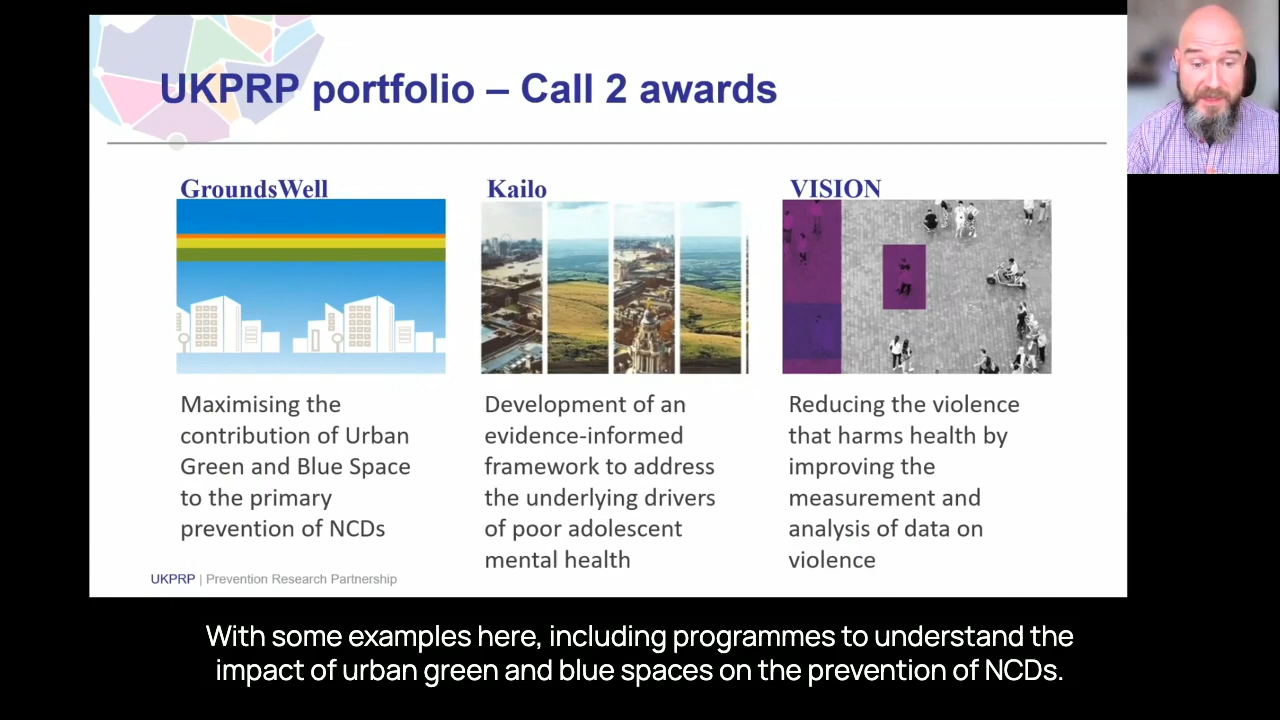 UKPRP portfolio – Call 2 awards
GroundsWell
Kailo
VISION
Maximising the
contribution of Urban
Green and Blue Space
to the primary
prevention of NCDs
Development of an
evidence-informed
framework to address
the underlying drivers
of poor adolescent
mental health
Reducing the violence
that harms health by
improving the
measurement and
analysis of data on
violence
UKPRP | Prevention Research Partnership
With some examples here, including programmes to understand the
impact of urban green and blue spaces on the prevention of NCDs.